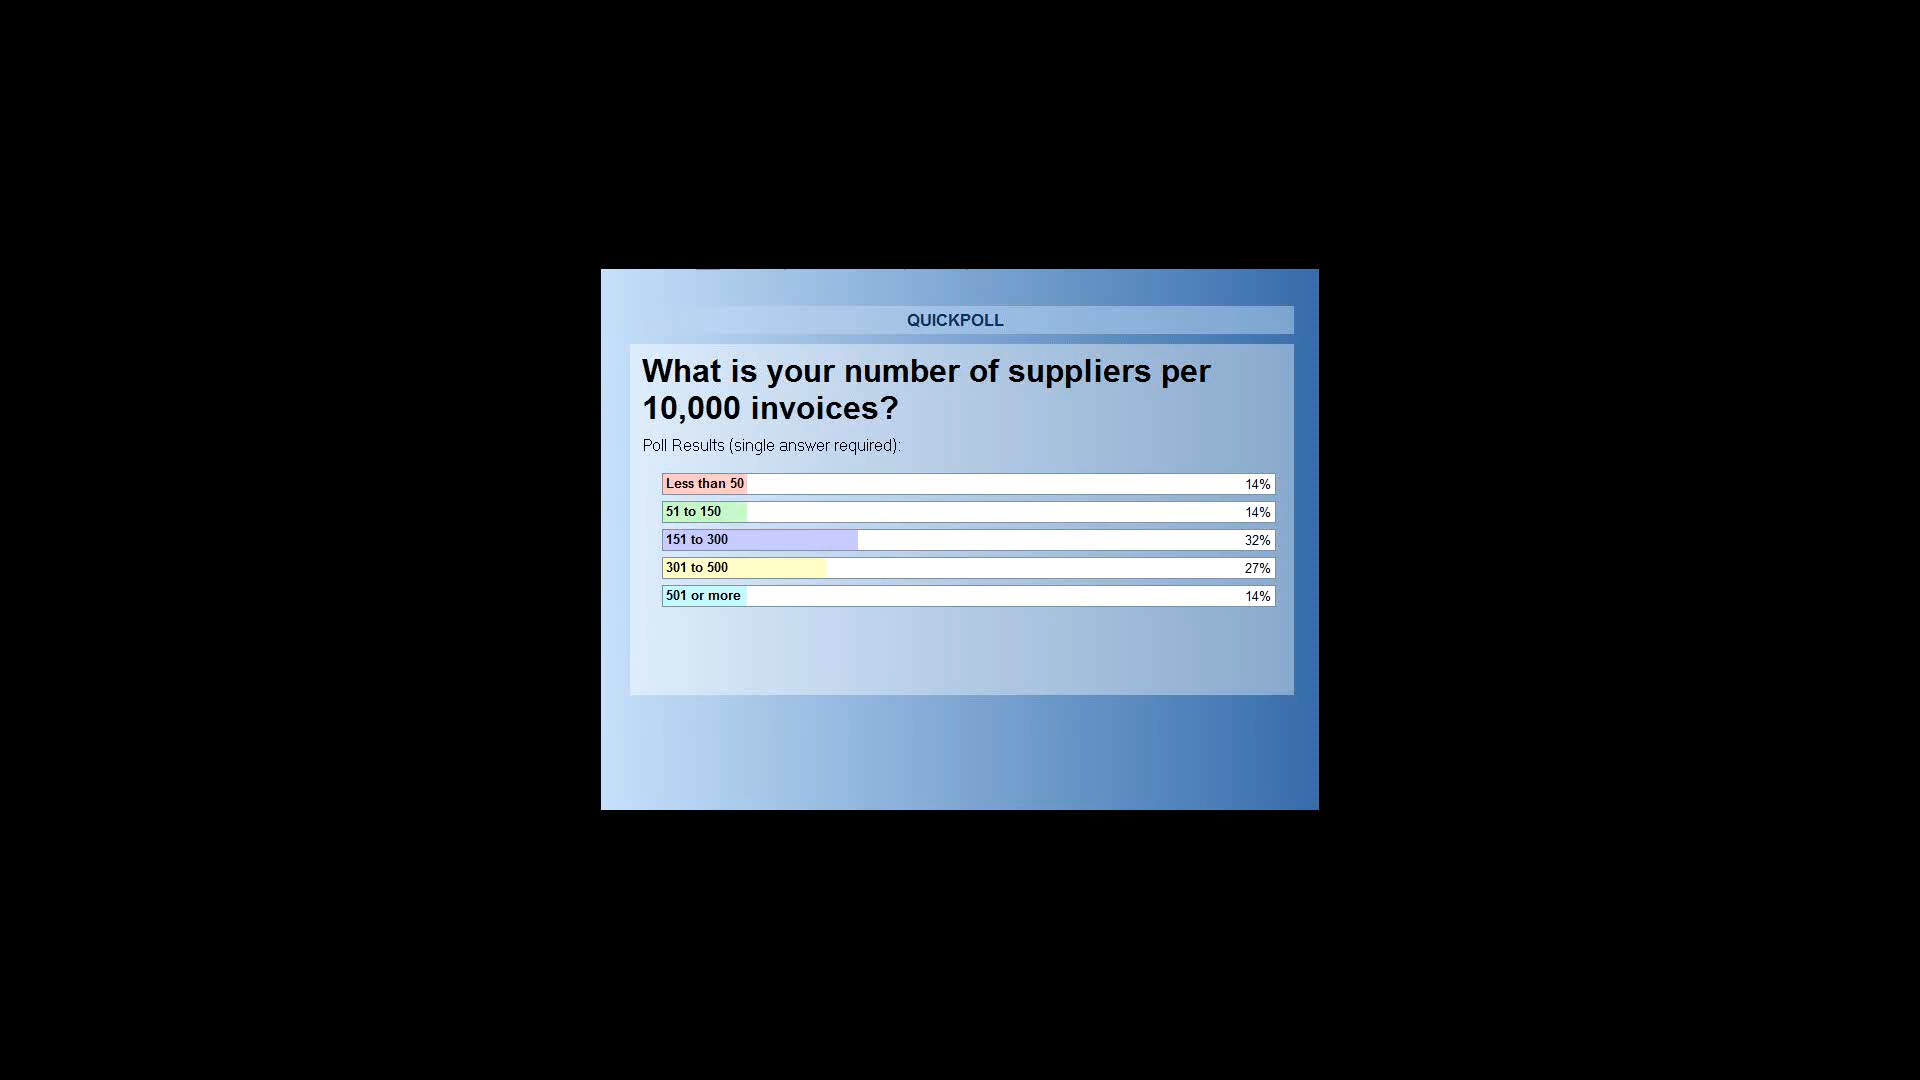 QUICKPOLL
What is your number of suppliers per
10,000 invoices?
Poll Results (single answer required):
Less than 50 14%
51 to 150 14%
151 to 300 32%
301 to 500 27%
501 or more 14%